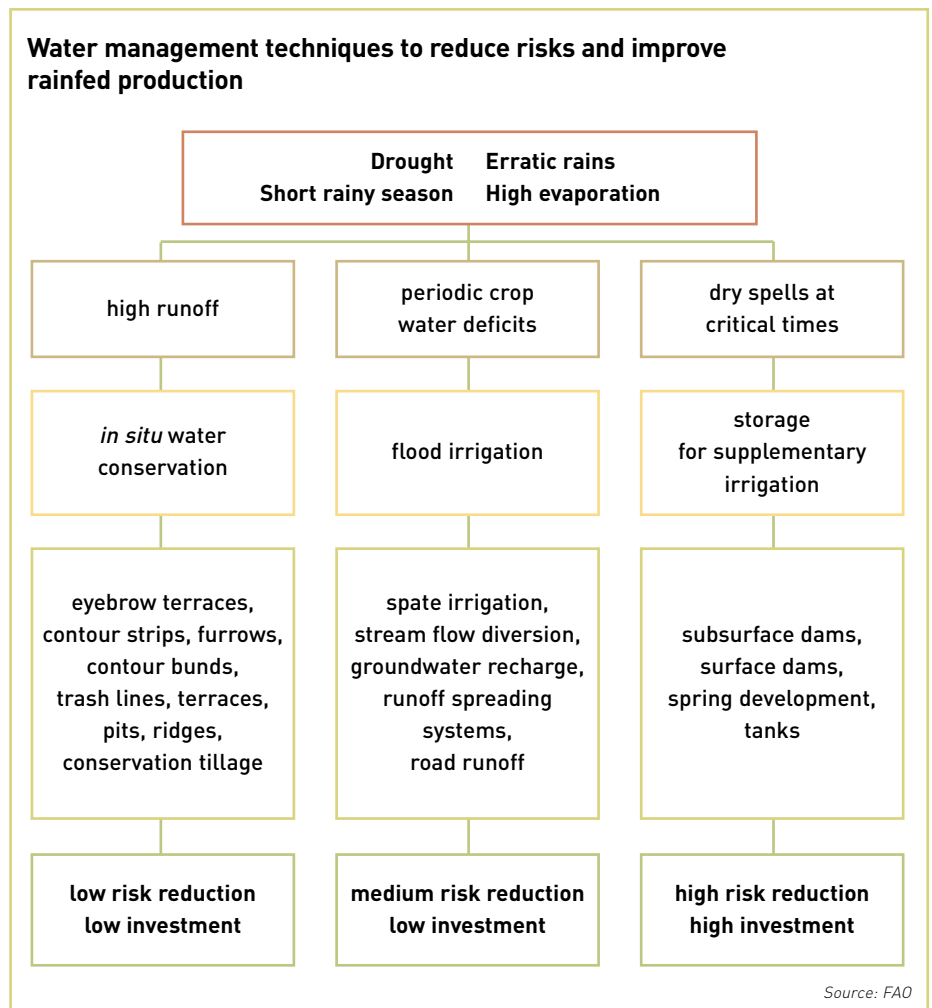 Water management techniques to reduce risks and improve
rainfed production
Drought Erratic rains
Short rainy season High evaporation
high runoff
periodic crop
water deficits
dry spells at
critical times
in situ water
conservation
flood irrigation
storage
for supplementary
irrigation
eyebrow terraces,
contour strips, furrows,
contour bunds,
trash lines, terraces,
pits, ridges,
conservation tillage
spate irrigation,
stream flow diversion,
groundwater recharge,
runoff spreading
systems,
road runoff
subsurface dams,
surface dams,
spring development,
tanks
low risk reduction
low investment
medium risk reduction
low investment
high risk reduction
high investment
Source: FAO